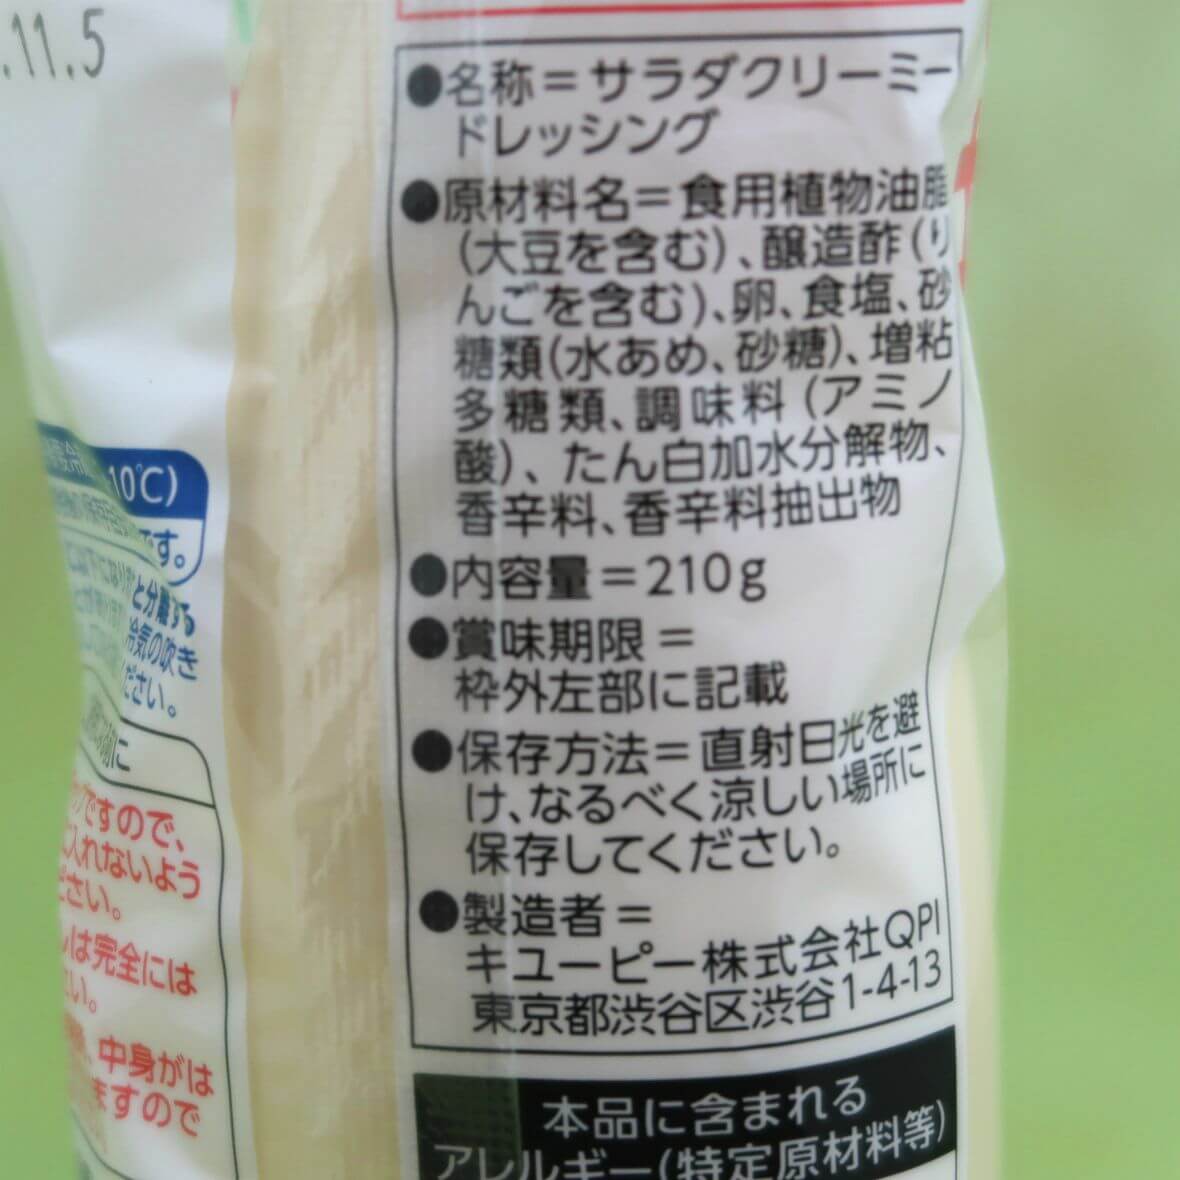 .11.5
●名称＝サラダクリーミー
ドレッシング
●原材料名＝食用植物油脂
(大豆を含む)、醸造酢(り
んごを含む)、卵、食塩、砂
糖類(水あめ、砂糖)、増粘
多糖類、調味料(アミノ
酸)、たん白加水分解物、
香辛料、香辛料抽出物
●内容量＝210g
●賞味期限＝
枠外左部に記載
●保存方法＝直射日光を避
け、なるべく涼しい場所に
保存してください。
●製造者＝
キユーピー株式会社QPI
東京都渋谷区渋谷1-4-13
本品に含まれる
アレルギー(特定原材料等)
10℃)
です。
と分離する
冷気の吹き
ださい。
に
ですので、
入れないよう
ださい。
は完全には
さい。
中身がは
ますので